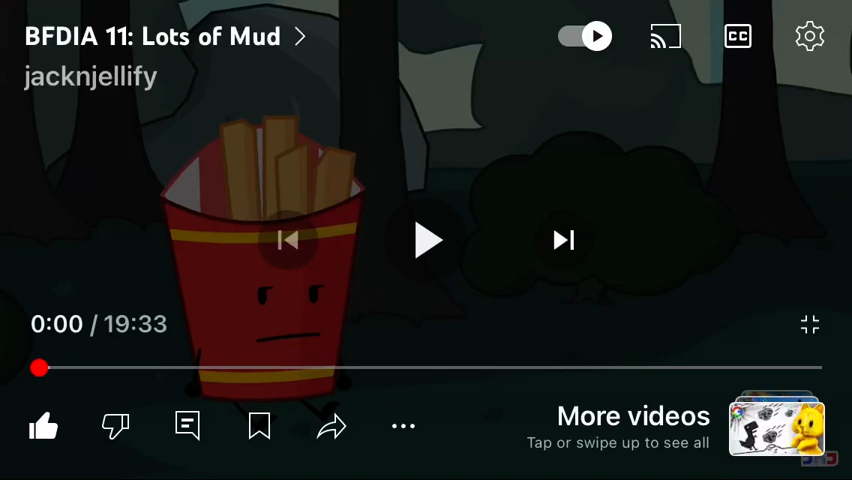 BFDIA 11: Lots of Mud
jacknjellify
CC
0:00 / 19:33
More videos
Tap or swipe up to see all